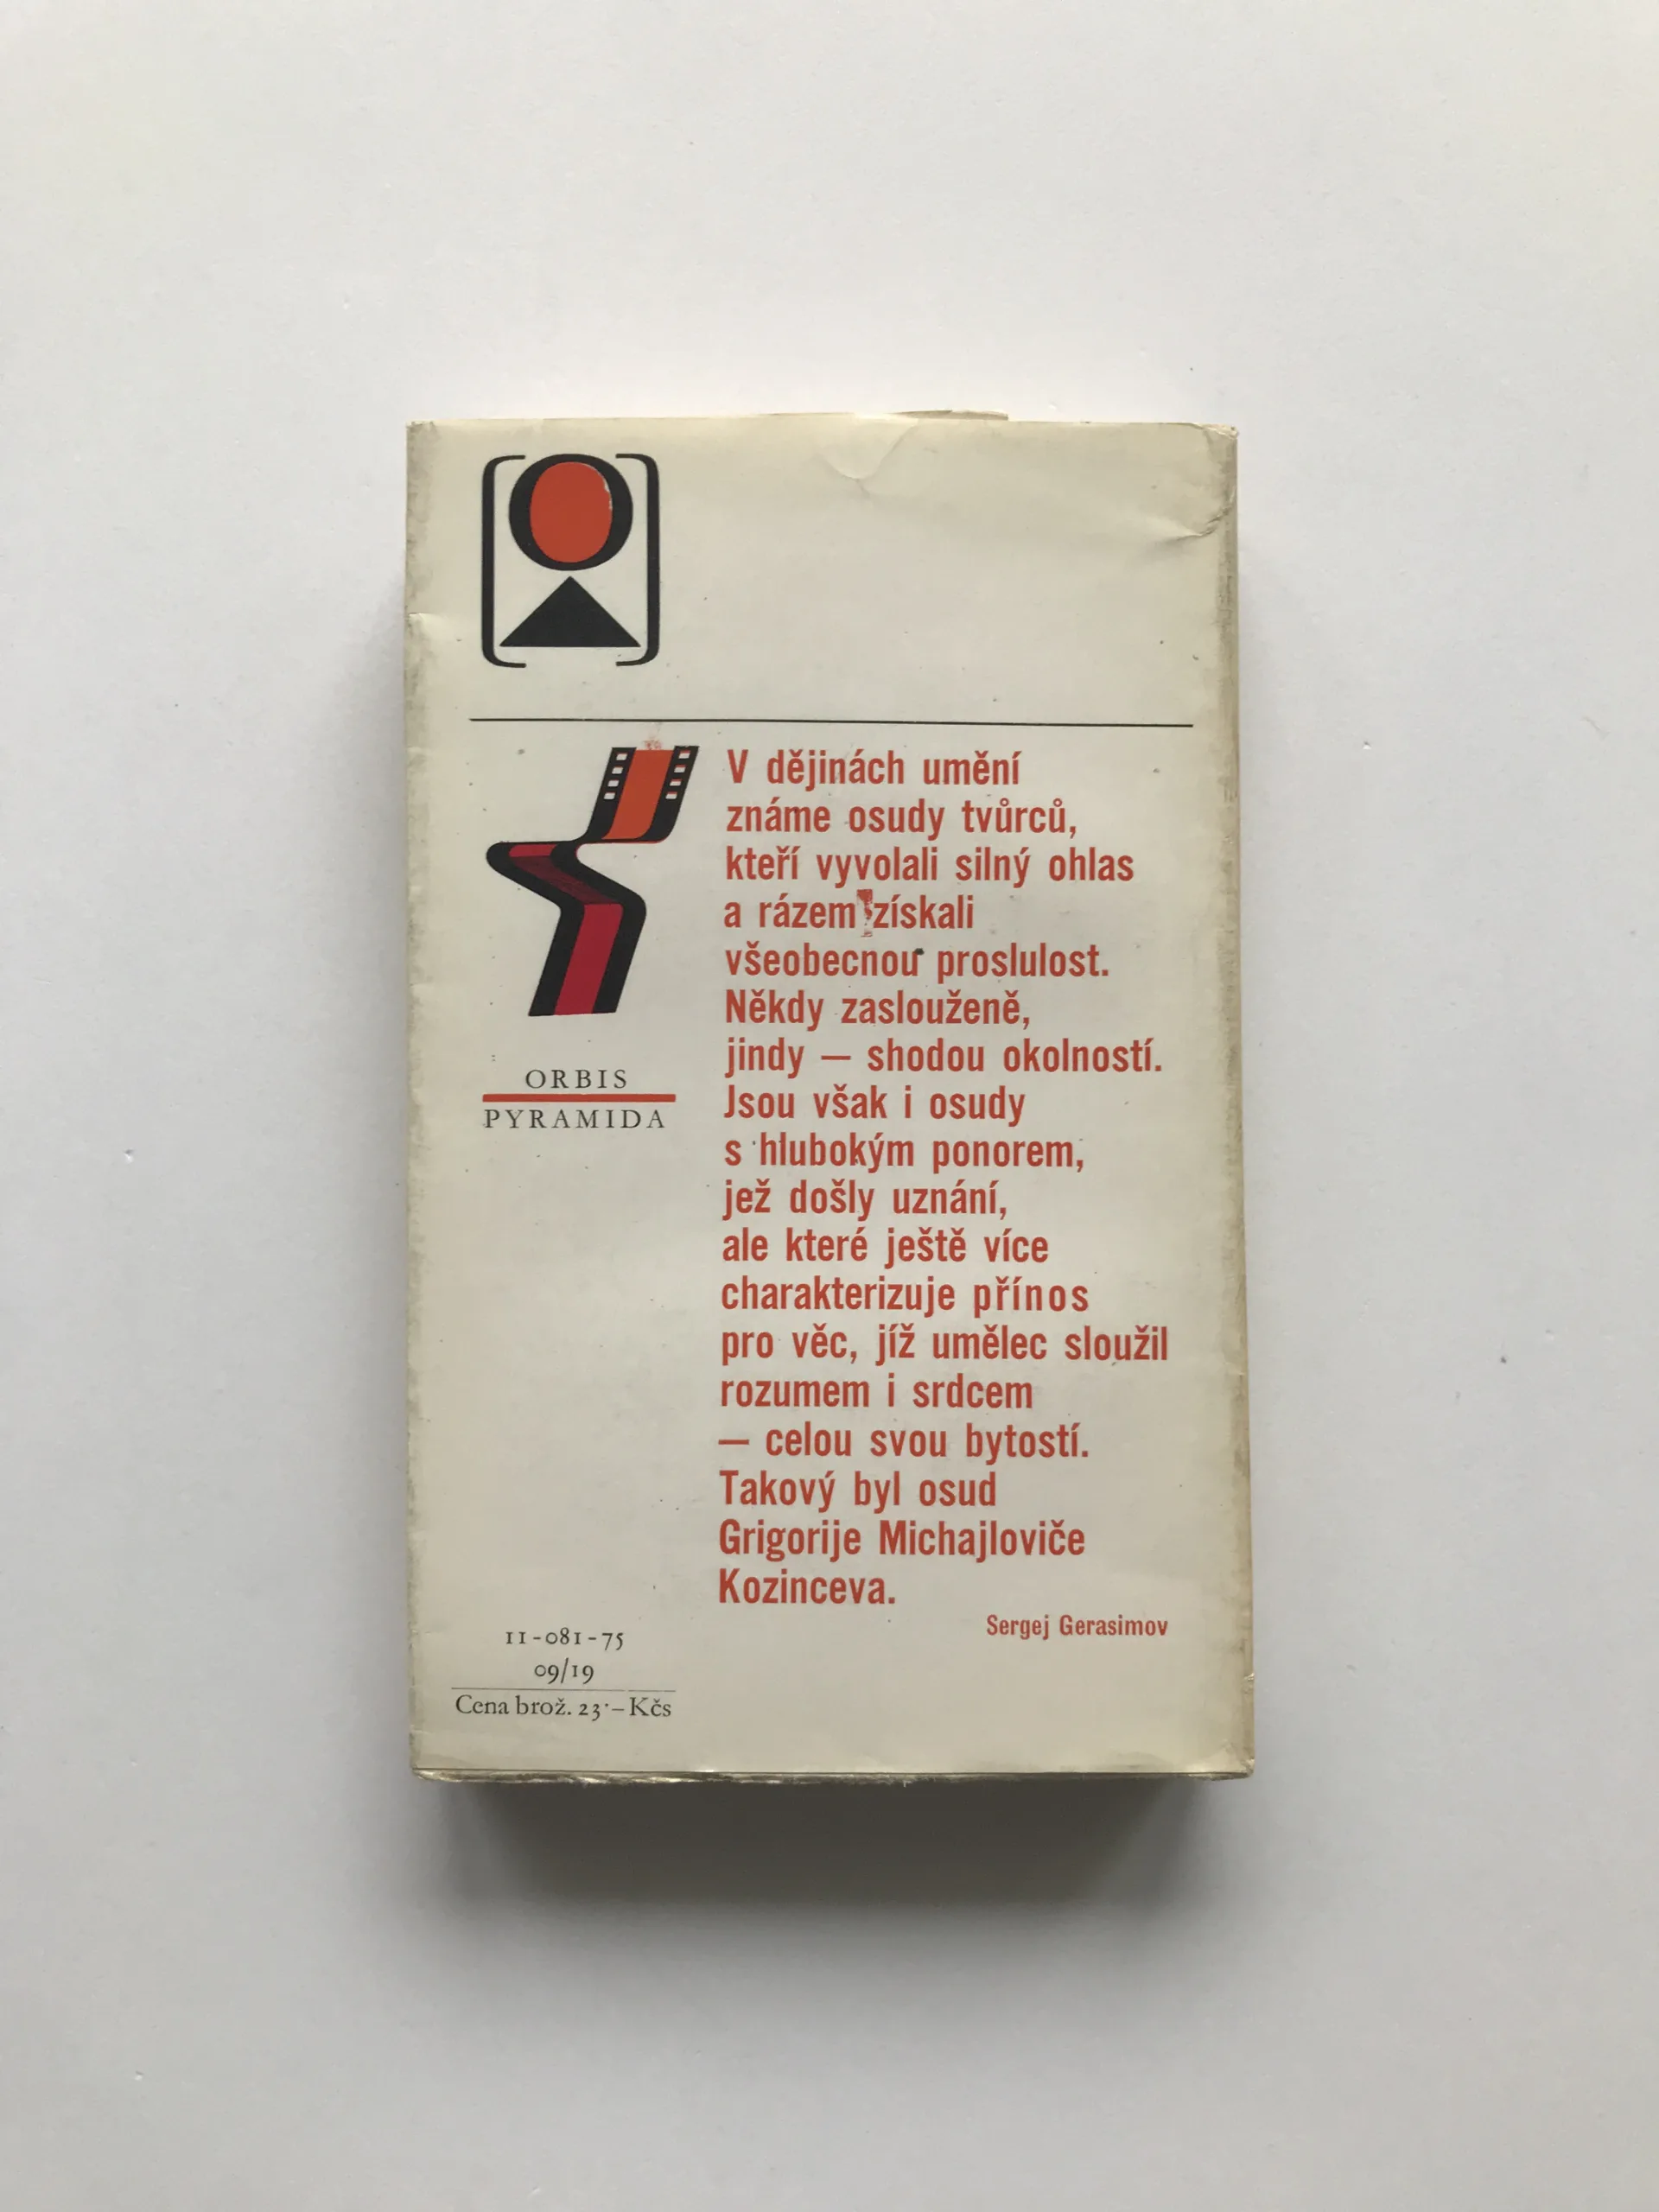 V dějinách umění
známe osudy tvůrců,
kteří vyvolali silný ohlas
a rázem získali
všeobecnou proslulost.
Někdy zaslouženě,
jindy — shodou okolností.
Jsou však i osudy
s hlubokým ponorem,
jež došly uznání,
ale které ještě více
charakterizuje přínos
pro věc, jíž umělec sloužil
rozumem i srdcem
— celou svou bytostí.
Takový byl osud
Grigorije Michajloviče
Kozinceva.
Sergej Gerasimov
ORBIS
PYRAMIDA
11-081-75
09/19
Cena brož. 23·– Kčs